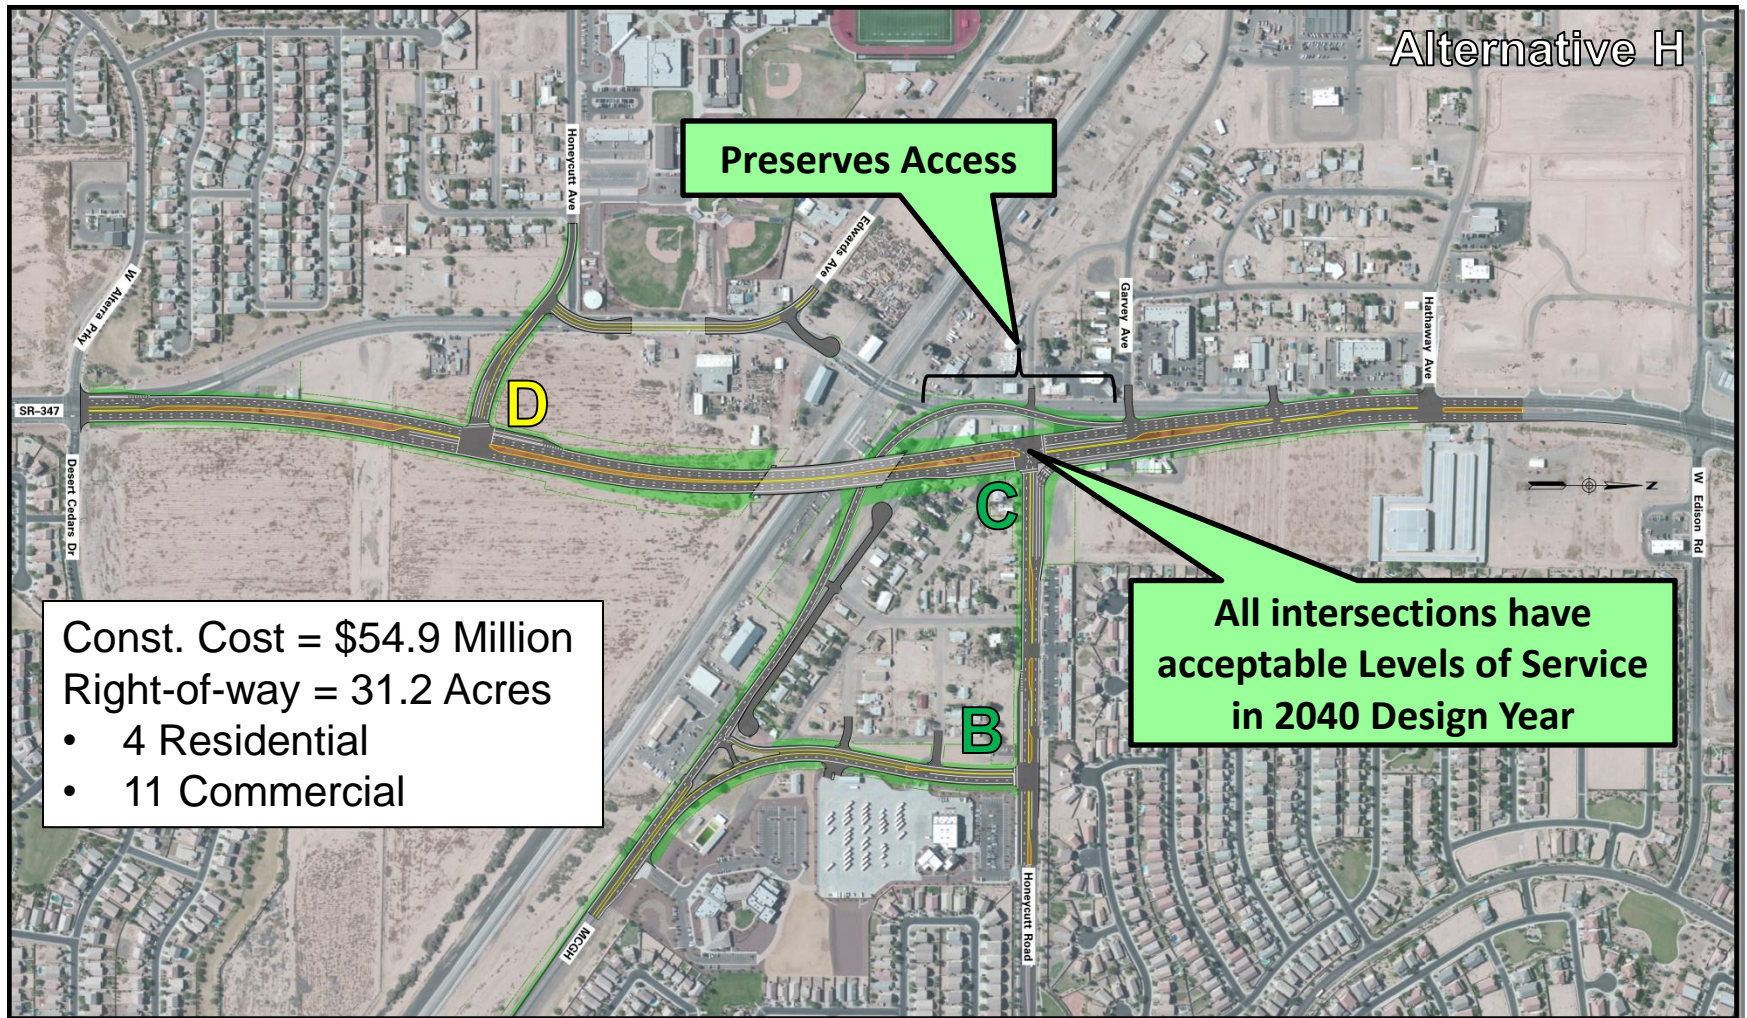 Alternative H
Preserves Access
Honeycutt Ave
Edwards Ave
W Alterra Prky
Garvey Ave
Hathaway Ave
SR-347
D
Desert Cedars Dr
C
N
W Edison Rd
All intersections have
acceptable Levels of Service
in 2040 Design Year
Const. Cost = $54.9 Million
Right-of-way = 31.2 Acres
• 4 Residential
• 11 Commercial
B
MCGH
Honeycutt Road